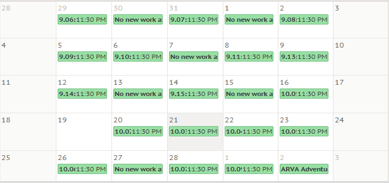 28 29 30 31 1 2 3
9.06: 11:30 PM No new work a 9.07: 11:30 PM No new work a 9.08: 11:30 PM
4 5 6 7 8 9 10
9.09: 11:30 PM 9.10: 11:30 PM No new work a 9.11: 11:30 PM 9.13: 11:30 PM
11 12 13 14 15 16 17
9.14: 11:30 PM No new work a 9.15: 11:30 PM No new work a 10.0 11:30 PM
18 19 20 21 22 23 24
10.0 11:30 PM 10.0 11:30 PM 10.0 11:30 PM 10.0 11:30 PM
25 26 27 28 1 2 3
10.0 11:30 PM No new work a 10.0 11:30 PM 10.0 11:30 PM ARVA Adventu